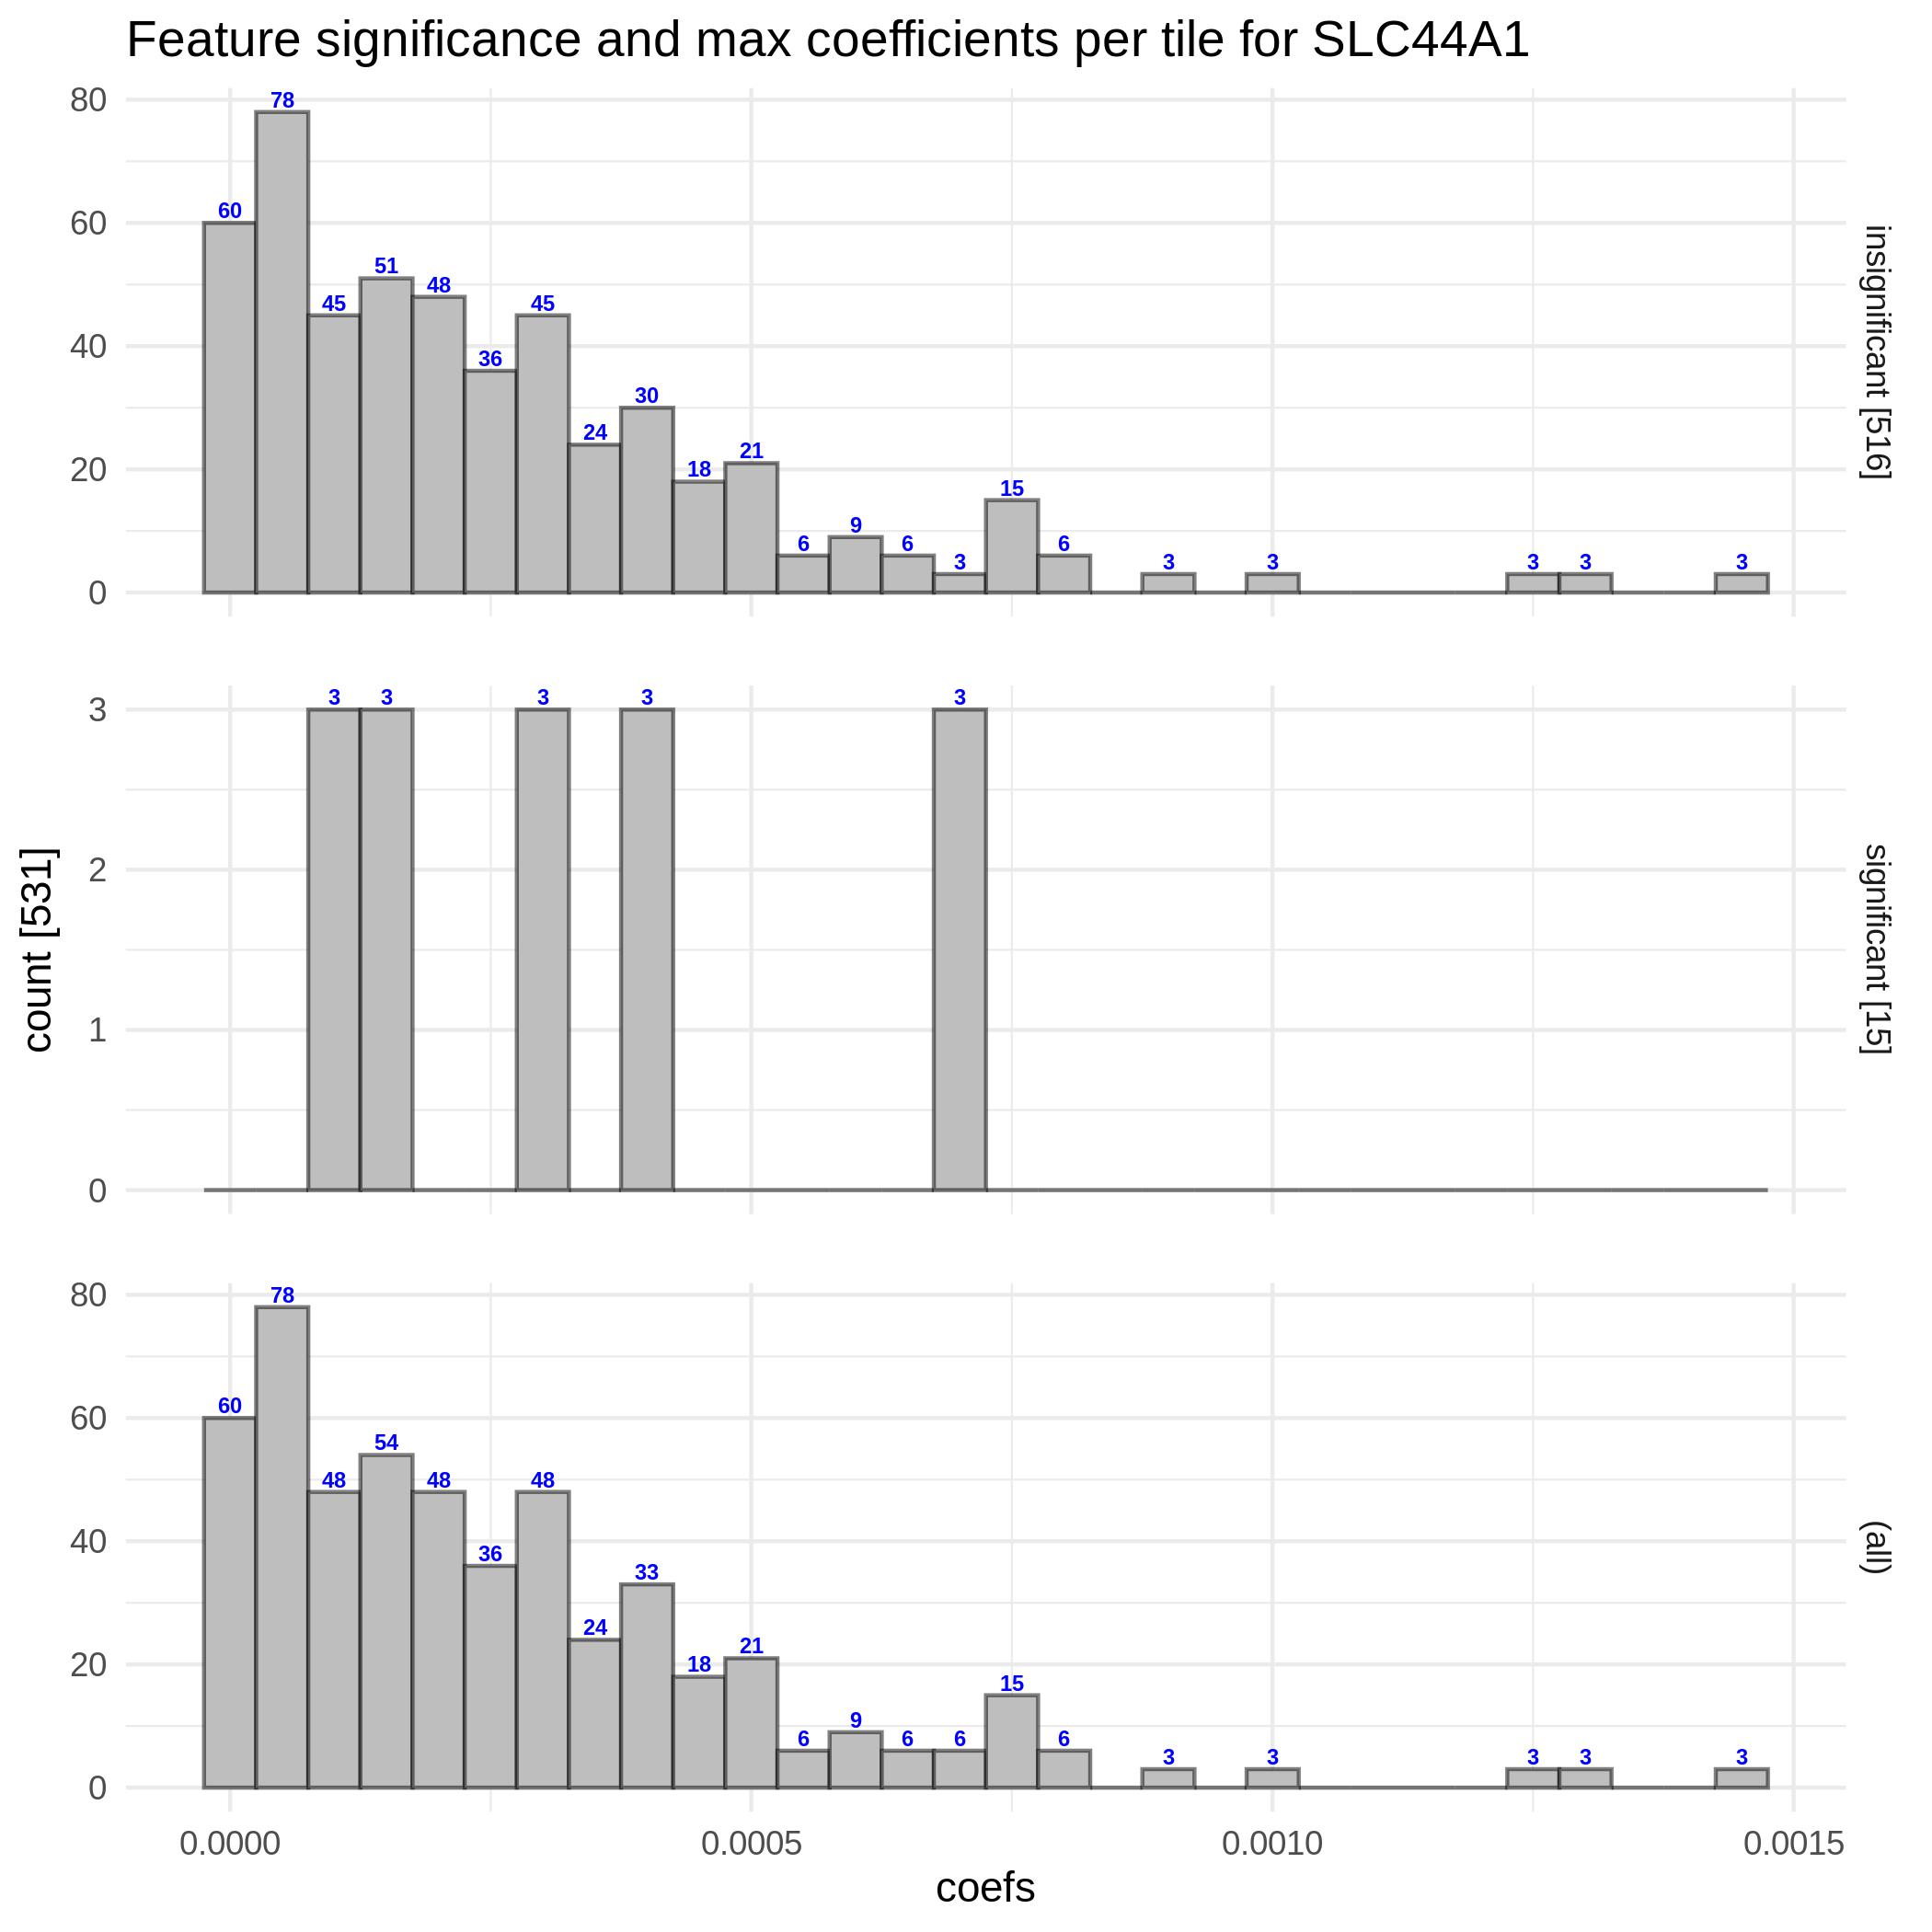 Feature significance and max coefficients per tile for SLC44A1
count [531]
80
60
40
20
0
60 78 45 51 48 36 45 24 30 18 21 6 9 6 3 15 6 3 3 3 3 3
insignificant [516]
3
2
1
0
3 3 3 3 3
significant [15]
80
60
40
20
0
60 78 48 54 48 36 48 24 33 18 21 6 9 6 6 15 6 3 3 3 3 3
(all)
0.0000 0.0005 0.0010 0.0015
coefs